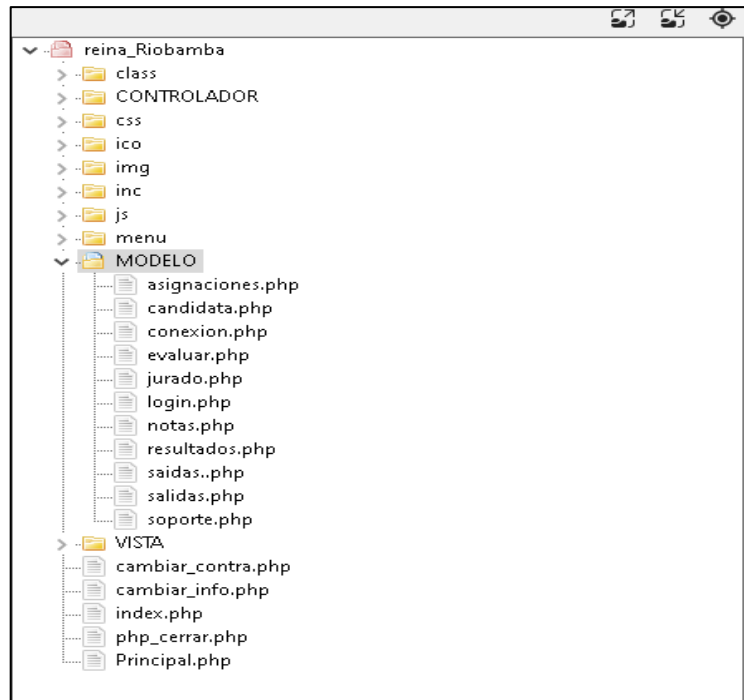 reina_Riobamba
class
CONTROLADOR
css
ico
img
inc
js
menu
MODELO
asignaciones.php
candidata.php
conexion.php
evaluar.php
jurado.php
login.php
notas.php
resultados.php
saidas..php
salidas.php
soporte.php
VISTA
cambiar_contra.php
cambiar_info.php
index.php
php_cerrar.php
Principal.php